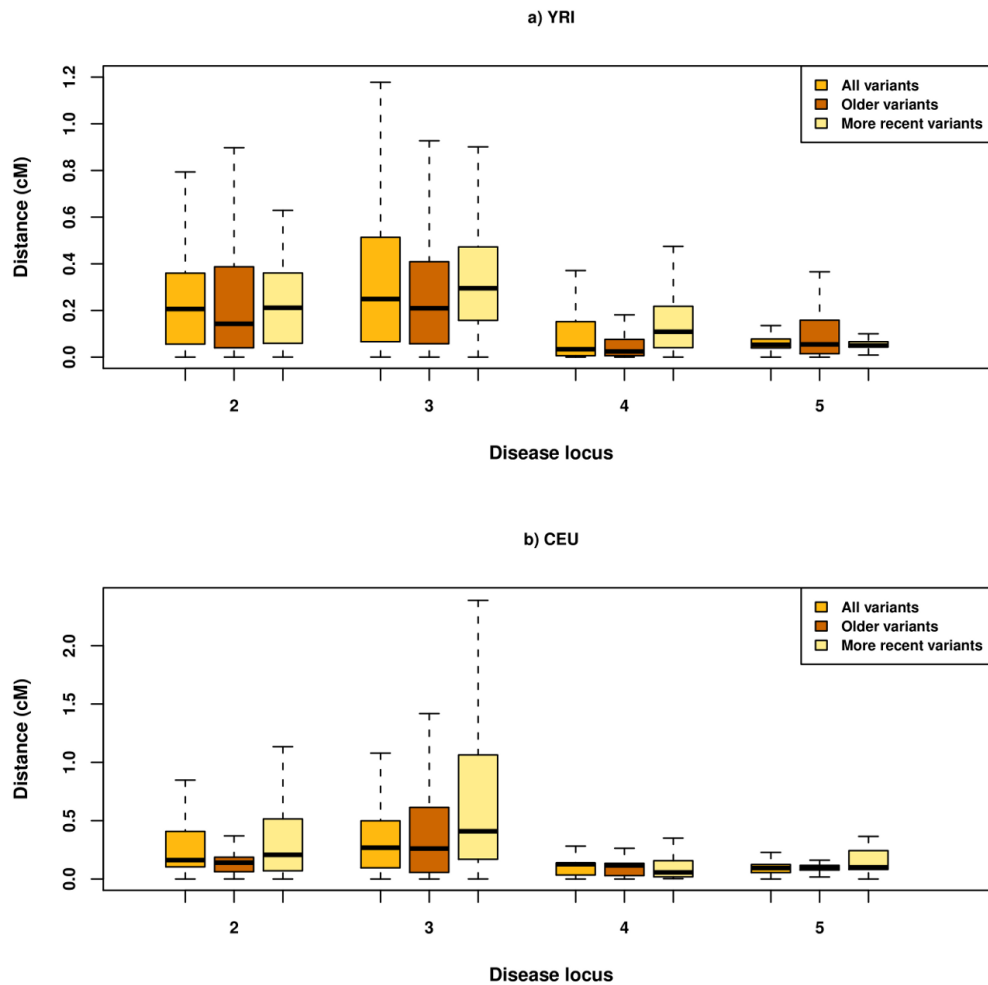 a) YRI
All variants
Older variants
More recent variants
1.2
1.0
0.8
0.6
0.4
0.2
0.0
Distance (cM)
2 3 4 5
Disease locus
b) CEU
All variants
Older variants
More recent variants
2.0
1.5
1.0
0.5
0.0
Distance (cM)
2 3 4 5
Disease locus